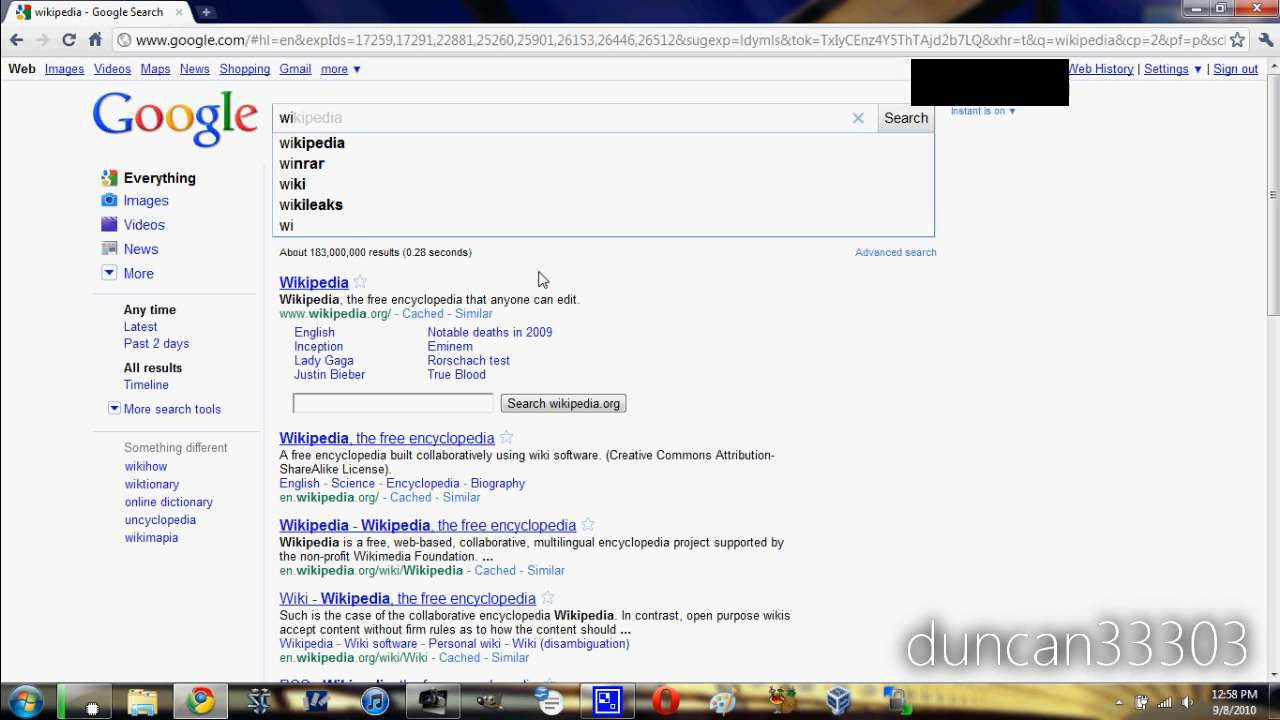 wikipedia - Google Search
www.google.com/#hl=en&expIds=17259,17291,22881,25260,25901,26153,26446,26512&sugexp=ldymls&tok=TxIyCEnz4Y5ThTAjd2b7LQ&xhr=t&q=wikipedia&cp=2&pf=p&scl
Web Images Videos Maps News Shopping Gmail more ▼
Web History | Settings ▼ | Sign out
Google
wikipedia
Search
Instant is on ▼
wikipedia
winrar
wiki
wikileaks
wi
About 183,000,000 results (0.28 seconds)
Advanced search
Everything
Images
Videos
News
More
Any time
Latest
Past 2 days
All results
Timeline
More search tools
Something different
wikihow
wiktionary
online dictionary
uncyclopedia
wikimapia
Wikipedia
Wikipedia, the free encyclopedia that anyone can edit.
www.wikipedia.org/ - Cached - Similar
English Notable deaths in 2009
Inception Eminem
Lady Gaga Rorschach test
Justin Bieber True Blood
Search wikipedia.org
Wikipedia, the free encyclopedia
A free encyclopedia built collaboratively using wiki software. (Creative Commons Attribution-
ShareAlike License).
English - Science - Encyclopedia - Biography
en.wikipedia.org/ - Cached - Similar
Wikipedia - Wikipedia, the free encyclopedia
Wikipedia is a free, web-based, collaborative, multilingual encyclopedia project supported by
the non-profit Wikimedia Foundation. ...
en.wikipedia.org/wiki/Wikipedia - Cached - Similar
Wiki - Wikipedia, the free encyclopedia
Such is the case of the collaborative encyclopedia Wikipedia. In contrast, open purpose wikis
accept content without firm rules as to how the content should ...
Wikipedia - Wiki software - Personal wiki - Wiki (disambiguation)
en.wikipedia.org/wiki/Wiki - Cached - Similar
duncan33303
12:58 PM
9/8/2010